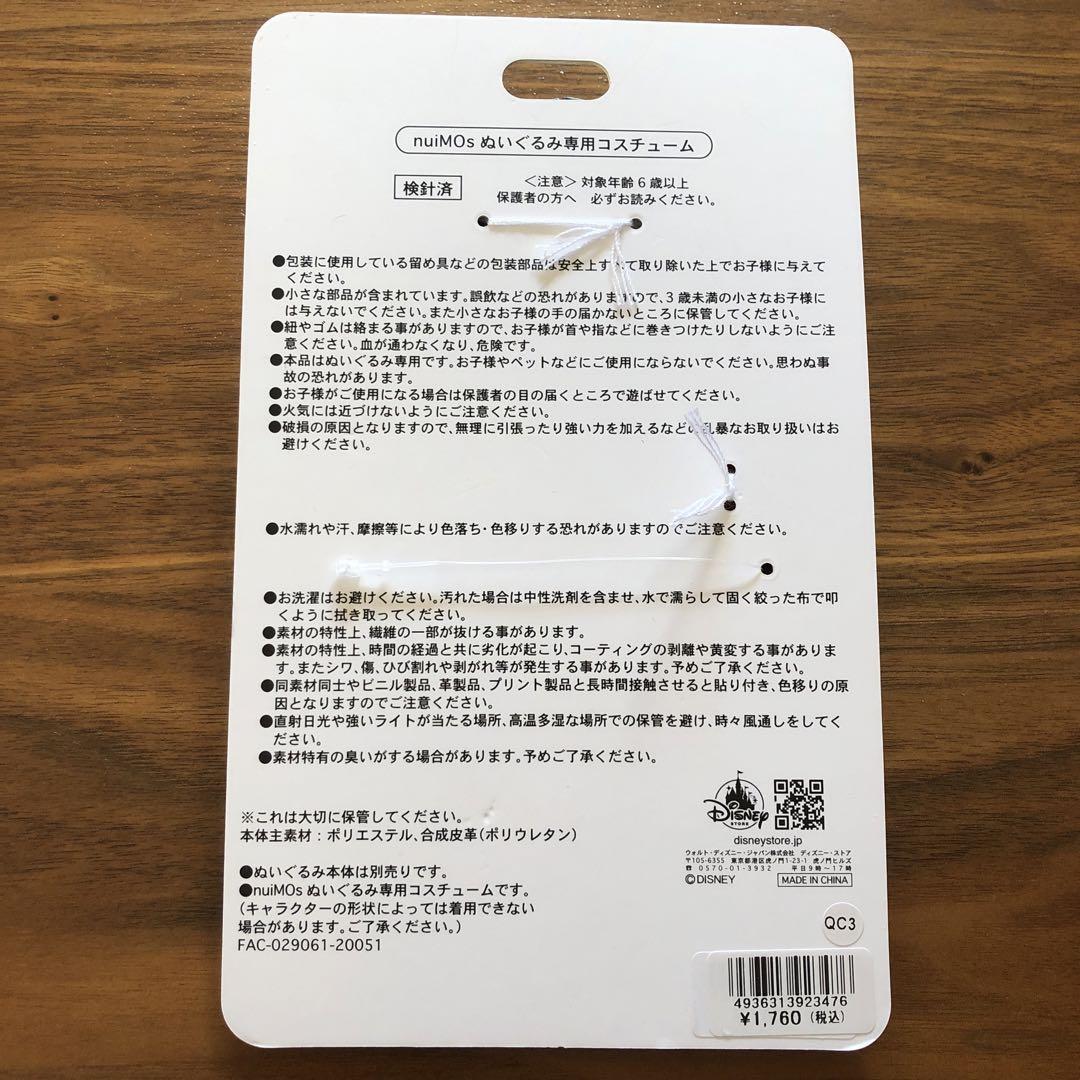 nuiMOs ぬいぐるみ専用コスチューム
検針済
＜注意＞対象年齢6歳以上
保護者の方へ 必ずお読みください。
●包装に使用している留め具などの包装部品は安全上すべて取り除いた上でお子様に与えて
ください。
●小さな部品が含まれています。誤飲などの恐れがありますので、3歳未満の小さなお子様に
は与えないでください。また小さなお子様の手の届かないところに保管してください。
●紐やゴムは絡まる事がありますので、お子様が首や指などに巻きつけたりしないようにご注
意ください。血が通わなくなり、危険です。
●本品はぬいぐるみ専用です。お子様やペットなどにご使用にならないでください。思わぬ事
故の恐れがあります。
●お子様がご使用になる場合は保護者の目の届くところで遊ばせてください。
●火気には近づけないようにご注意ください。
●破損の原因となりますので、無理に引張ったり強い力を加えるなどの乱暴なお取り扱いはお
避けください。
●水濡れや汗、摩擦等により色落ち・色移りする恐れがありますのでご注意ください。
●お洗濯はお避けください。汚れた場合は中性洗剤を含ませ、水で濡らして固く絞った布で叩
くように拭き取ってください。
●素材の特性上、繊維の一部が抜ける事があります。
●素材の特性上、時間の経過と共に劣化が起こり、コーティングの剥離や黄変する事がありま
す。またシワ、傷、ひび割れや剥がれ等が発生する事があります。予めご了承ください。
●同素材同士やビニル製品、革製品、プリント製品と長時間接触させると貼り付き、色移りの原
因となりますのでご注意ください。
●直射日光や強いライトが当たる場所、高温多湿な場所での保管を避け、時々風通しをしてく
ださい。
●素材特有の臭いがする場合があります。予めご了承ください。
※これは大切に保管してください。
本体主素材：ポリエステル、合成皮革（ポリウレタン）
●ぬいぐるみ本体は別売りです。
●nuiMOs ぬいぐるみ専用コスチュームです。
（キャラクターの形状によっては着用できない
場合があります。ご了承ください。）
FAC-029061-20051
Disney
STORE
disneystore.jp
ウォルト・ディズニー・ジャパン株式会社 ディズニー・ストア
〒105-6355 東京都港区虎ノ門1-23-1 虎ノ門ヒルズ
☎ 0570-01-3932 平日9時～17時
©DISNEY
MADE IN CHINA
QC3
4936313923476
¥1,760（税込）